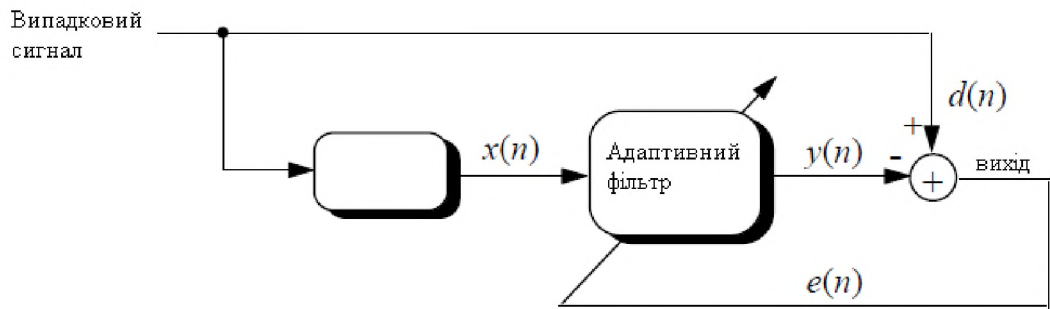 Випадковий
сигнал
d(n)
+
x(n)
Адаптивний
фільтр
y(n)
-
+
вихід
e(n)